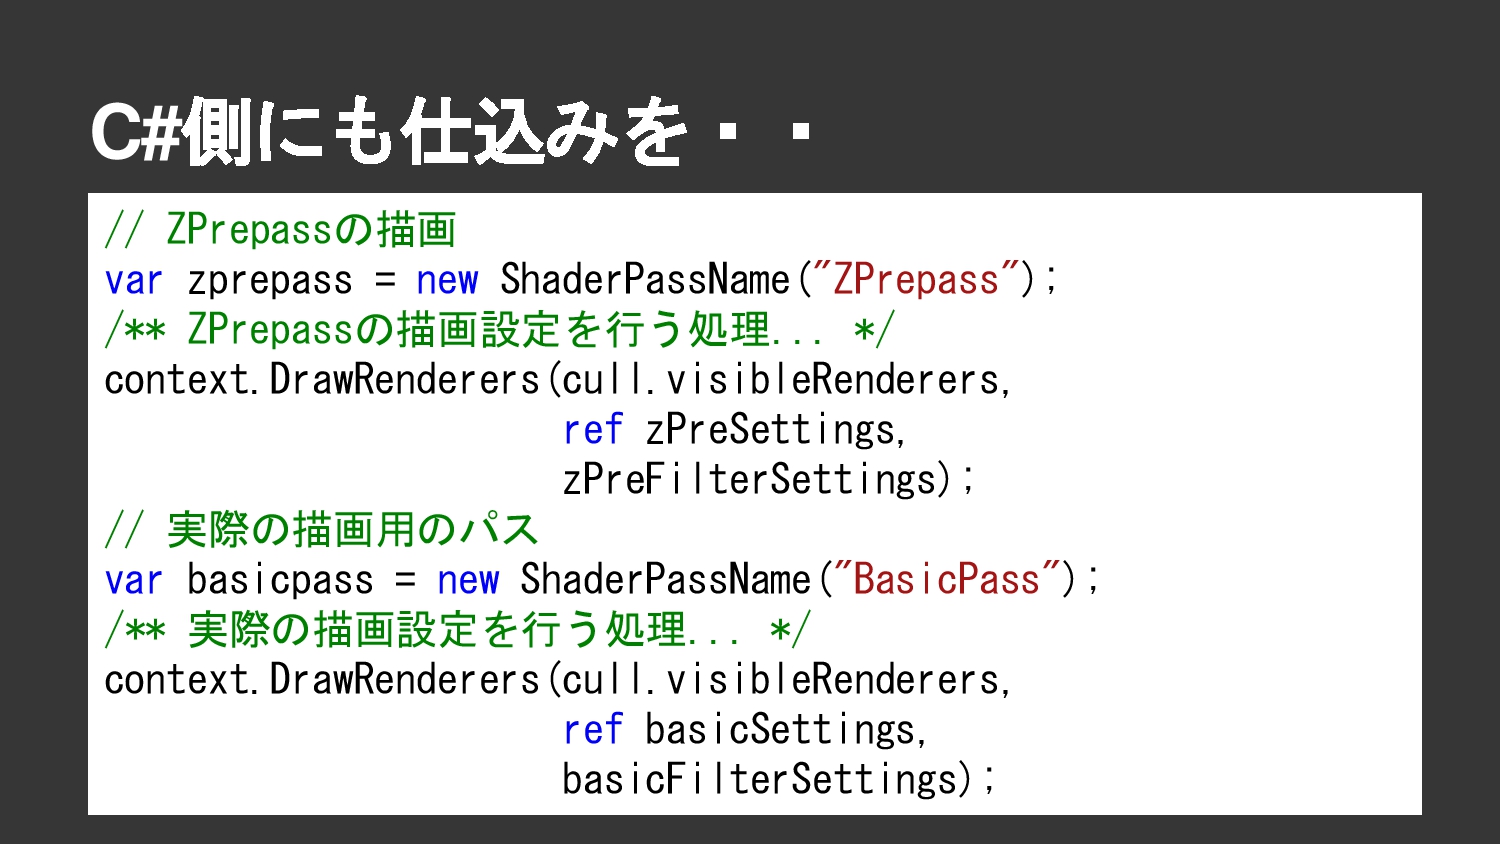 C#側にも仕込みを・・
// ZPrepassの描画
var zprepass = new ShaderPassName("ZPrepass");
/** ZPrepassの描画設定を行う処理... */
context.DrawRenderers(cull.visibleRenderers,
ref zPreSettings,
zPreFilterSettings);
// 実際の描画用のパス
var basicpass = new ShaderPassName("BasicPass");
/** 実際の描画設定を行う処理... */
context.DrawRenderers(cull.visibleRenderers,
ref basicSettings,
basicFilterSettings);